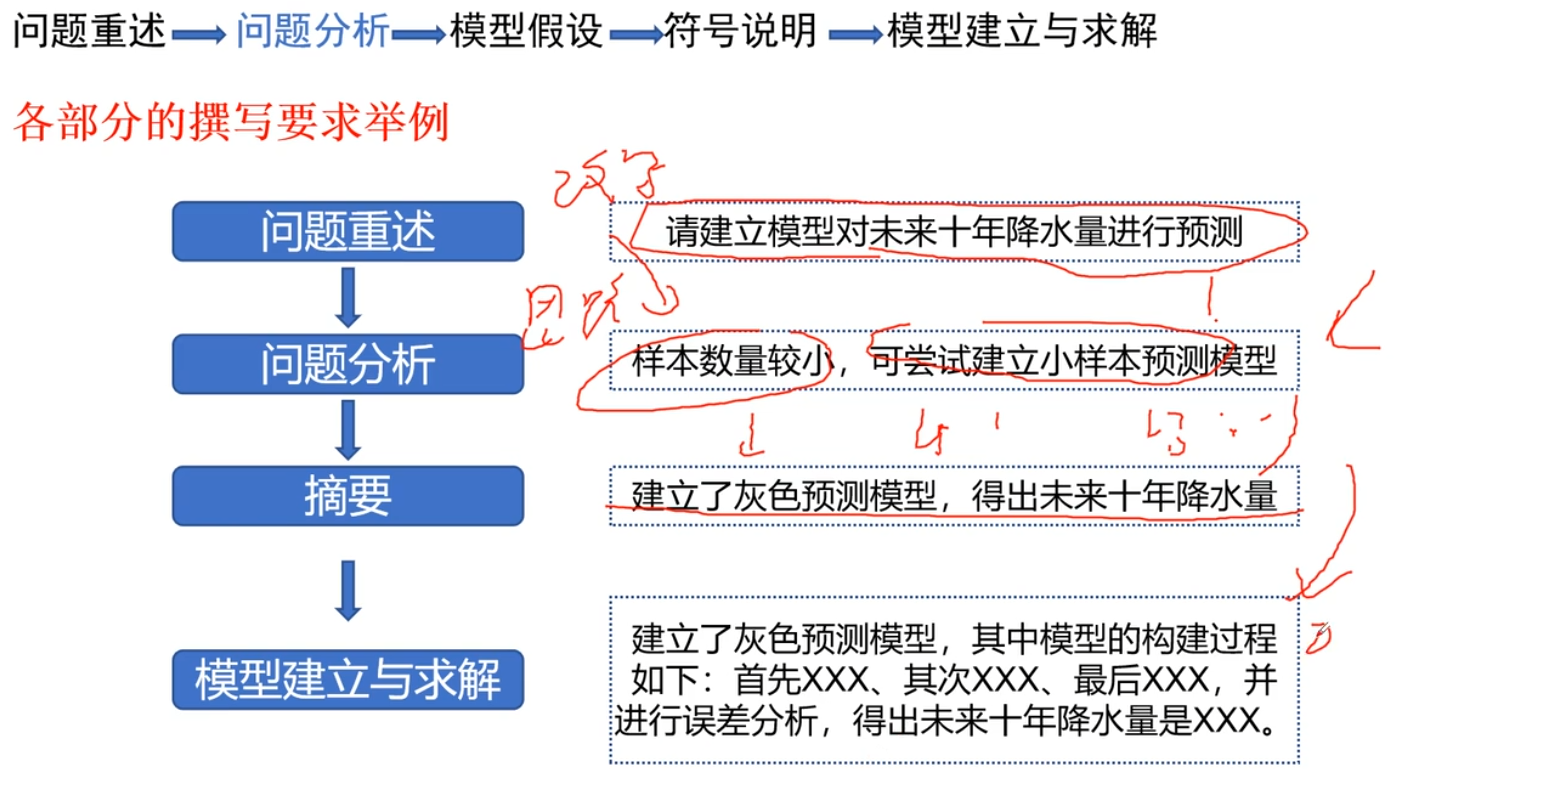 问题重述 问题分析 模型假设 符号说明 模型建立与求解
各部分的撰写要求举例
改字
问题重述
请建立模型对未来十年降水量进行预测
思路
问题分析
样本数量较小，可尝试建立小样本预测模型
摘要
建立了灰色预测模型，得出未来十年降水量
模型建立与求解
建立了灰色预测模型，其中模型的构建过程
如下：首先XXX、其次XXX、最后XXX，并
进行误差分析，得出未来十年降水量是XXX。